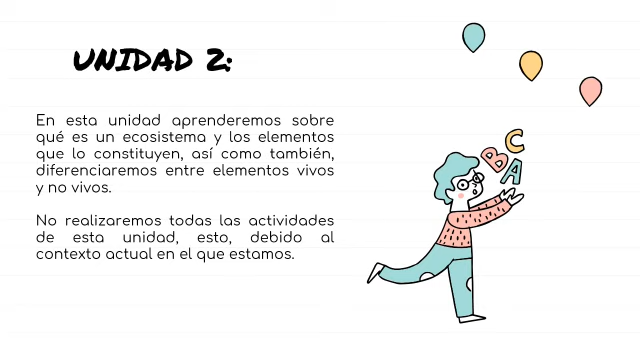 UNIDAD 2:
En esta unidad aprenderemos sobre
qué es un ecosistema y los elementos
que lo constituyen, así como también,
diferenciaremos entre elementos vivos
y no vivos.
No realizaremos todas las actividades
de esta unidad, esto, debido al
contexto actual en el que estamos.
B C
A